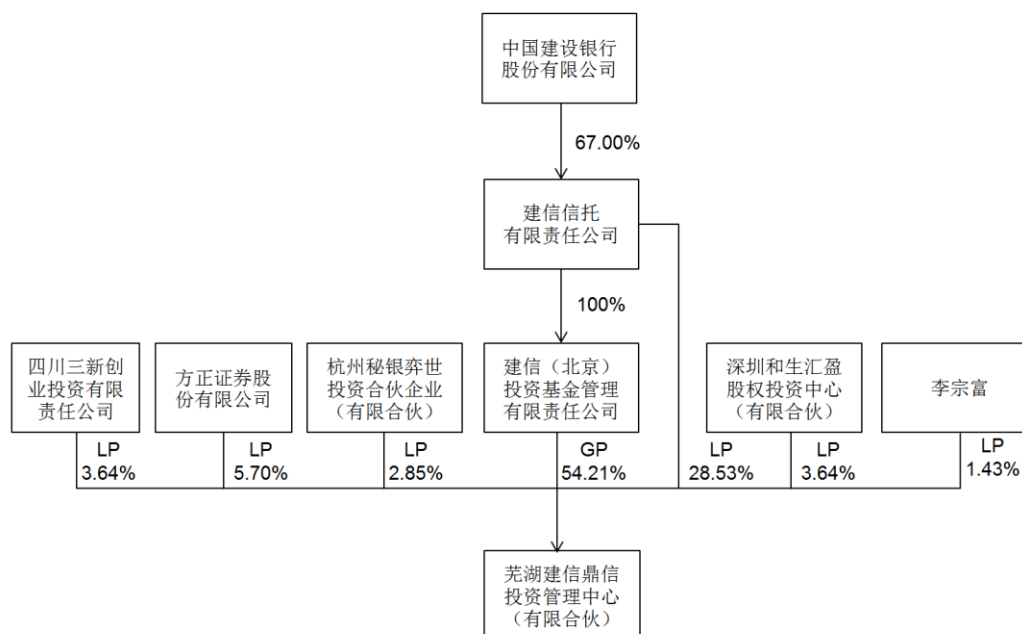 中国建设银行
股份有限公司
67.00%
建信信托
有限责任公司
100%
四川三新创
业投资有限
责任公司
方正证券股
份有限公司
杭州秘银弈世
投资合伙企业
（有限合伙）
建信（北京）
投资基金管理
有限责任公司
深圳和生汇盈
股权投资中心
（有限合伙）
李宗富
LP
3.64%
LP
5.70%
LP
2.85%
GP
54.21%
LP
28.53%
LP
3.64%
LP
1.43%
芜湖建信鼎信
投资管理中心
（有限合伙）